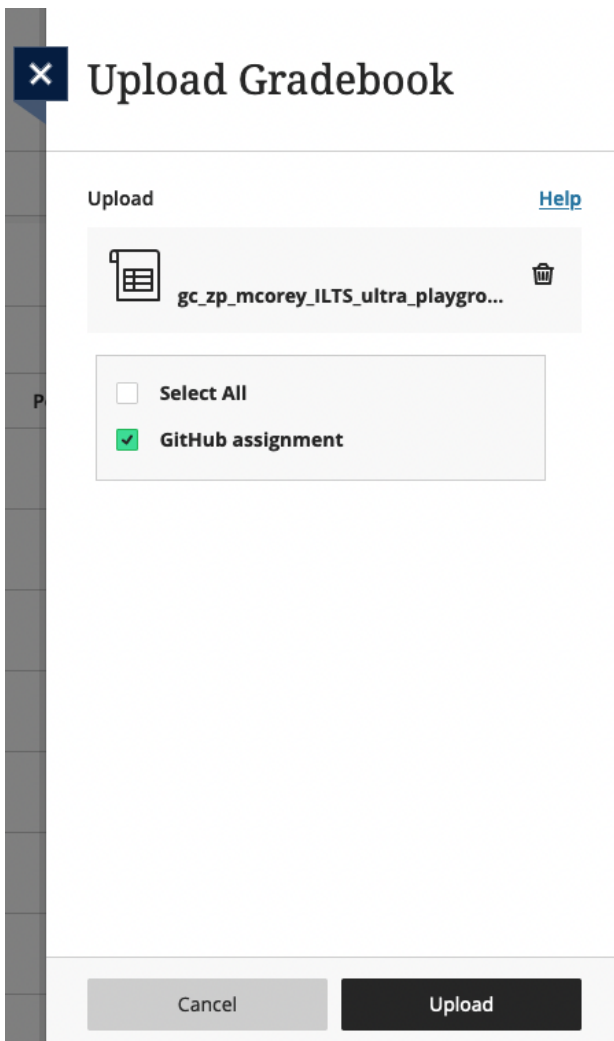 Upload Gradebook
Upload
Help
gc_zp_mcorey_ILTS_ultra_playgro...
Select All
GitHub assignment
Cancel
Upload